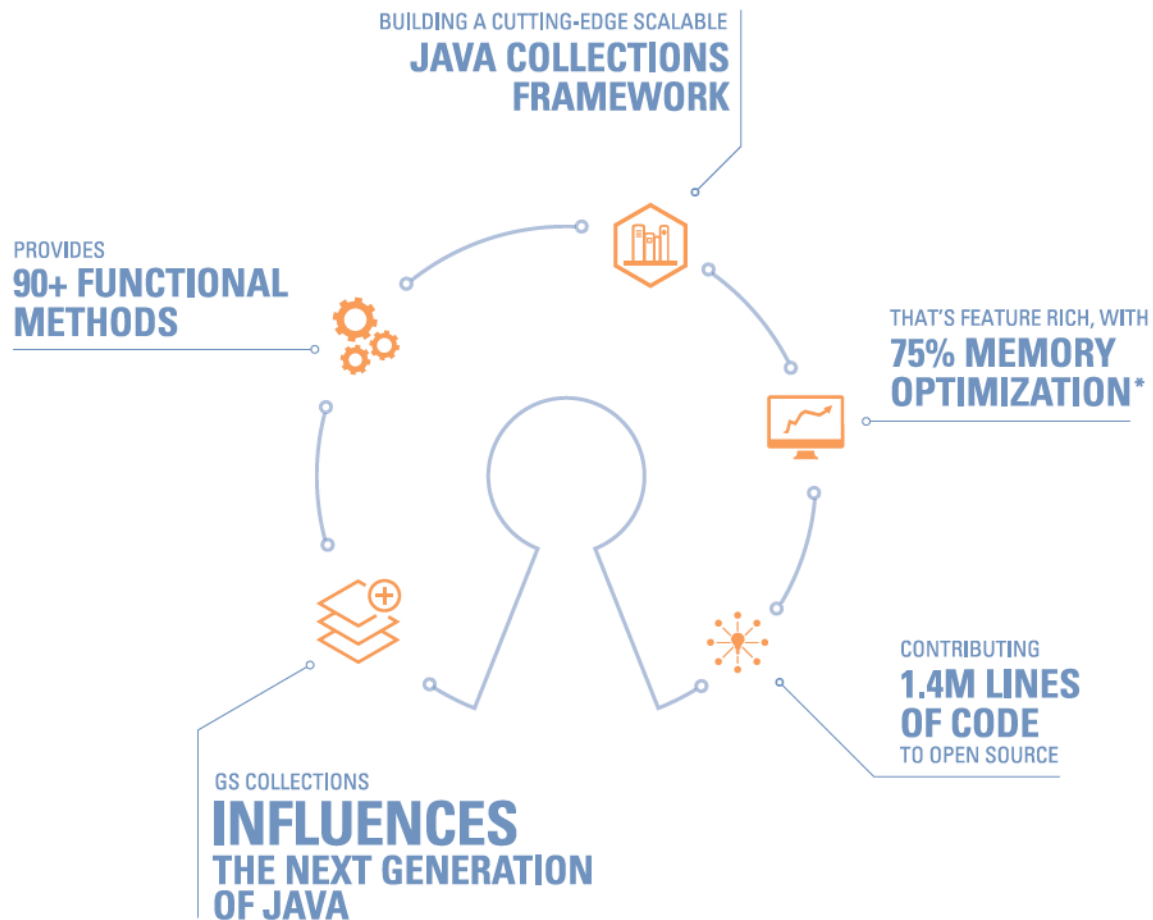 BUILDING A CUTTING-EDGE SCALABLE
JAVA COLLECTIONS
FRAMEWORK
PROVIDES
90+ FUNCTIONAL
METHODS
THAT'S FEATURE RICH, WITH
75% MEMORY
OPTIMIZATION*
CONTRIBUTING
1.4M LINES
OF CODE
TO OPEN SOURCE
GS COLLECTIONS
INFLUENCES
THE NEXT GENERATION
OF JAVA